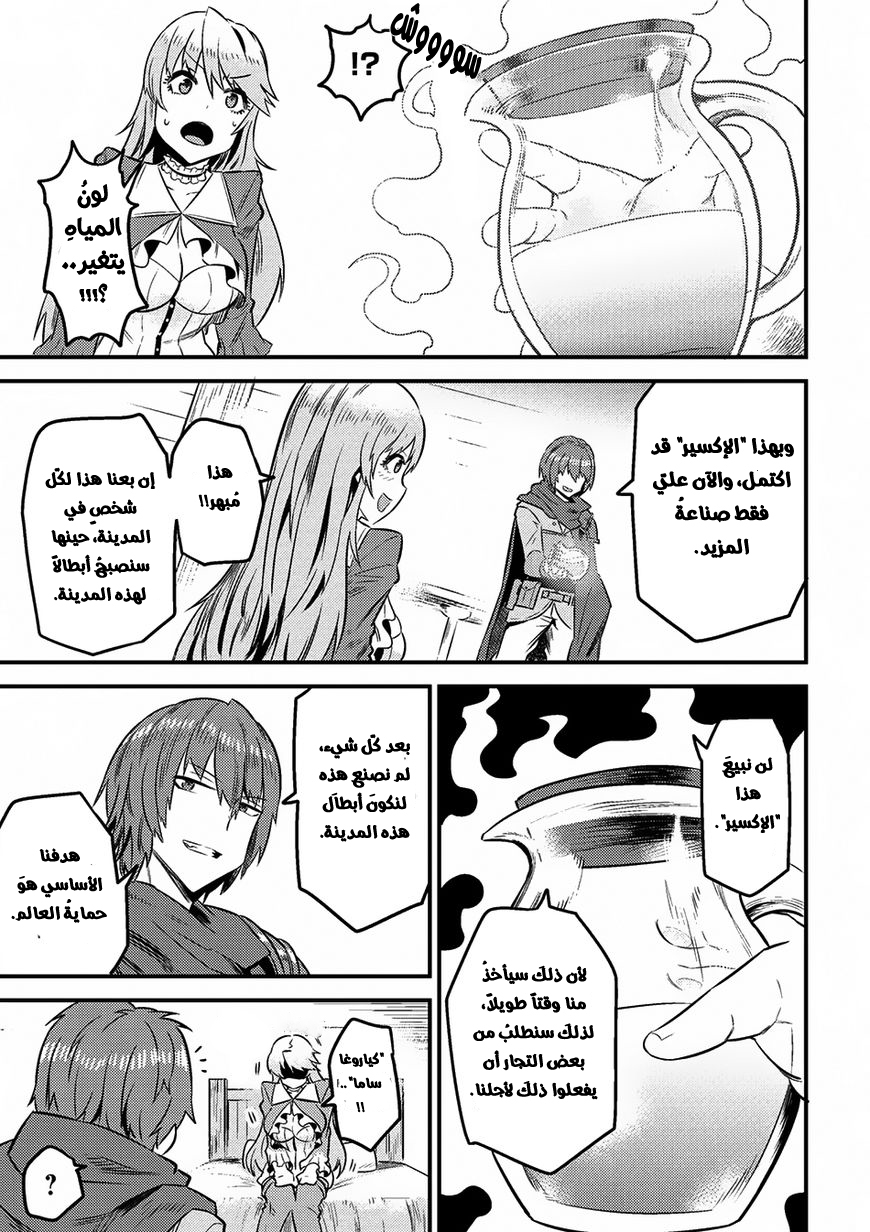 سوووووش
!?
لونُ
المياهِ
يتغير..
؟!!!
وبهذا "الإكسير" قد
اكتمل، والآن عليّ
فقط صناعةُ
المزيد.
هذا
مُبهر!!
إن بعنا هذا لكلّ
شخصٍ في
المدينة، حينها
سنصبحُ أبطالاً
لهذه المدينة.
لن نبيعَ
هذا
"الإكسير".
لأن ذلكَ سيأخذُ
منا وقتاً طويلاً،
لذلكَ سنطلبُ من
بعض التجار أن
يفعلوا ذلكَ لأجلنا.
بعد كلّ شيء،
لم نصنع هذه
لنكونَ أبطالَ
هذه المدينة.
هدفنا
الأساسي هوَ
حمايةُ العالم.
"كياروغا
ساما"..!
!!
?